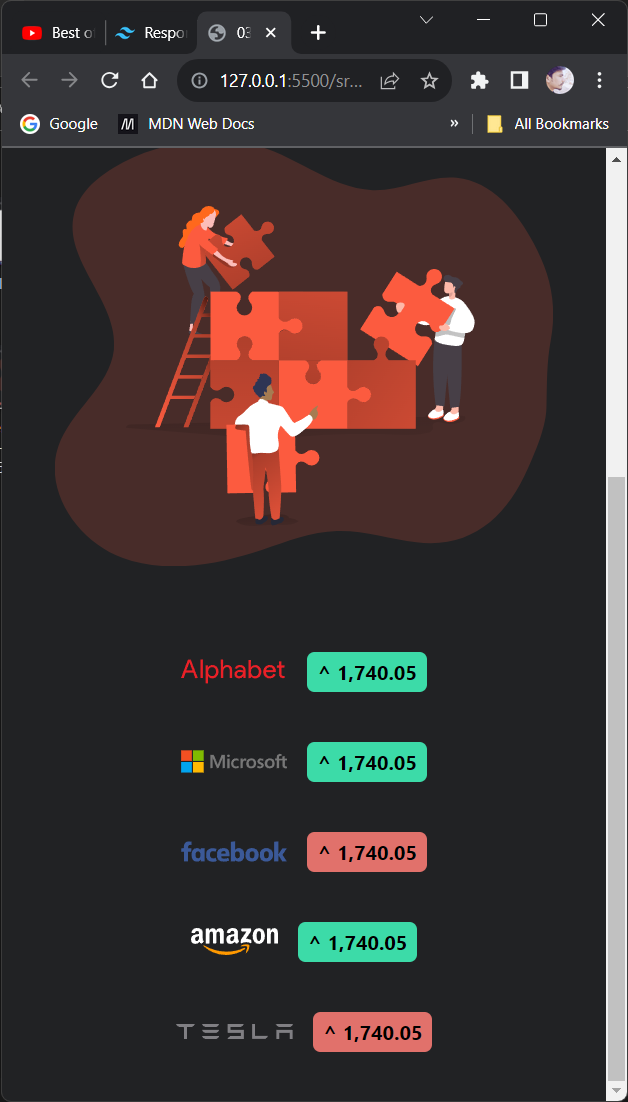 Best o
Respo
03
127.0.0.1:5500/sr...
Google
MDN Web Docs
»
All Bookmarks
Alphabet ^ 1,740.05
Microsoft ^ 1,740.05
facebook ^ 1,740.05
amazon ^ 1,740.05
TESLA ^ 1,740.05